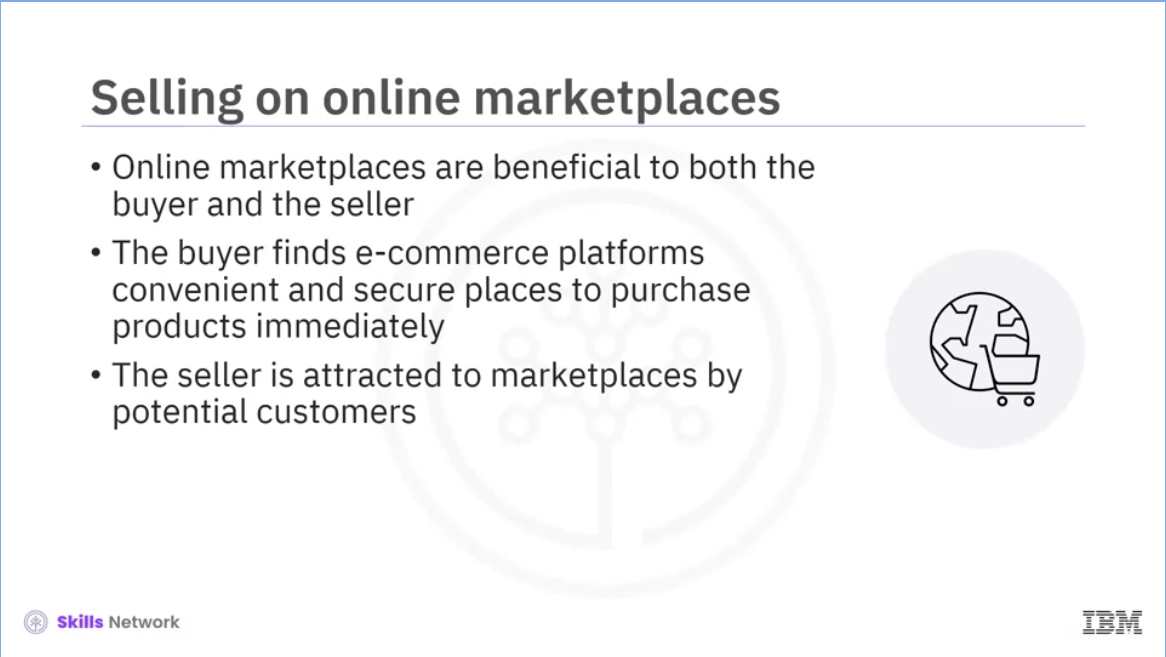 Selling on online marketplaces
• Online marketplaces are beneficial to both the
buyer and the seller
• The buyer finds e-commerce platforms
convenient and secure places to purchase
products immediately
• The seller is attracted to marketplaces by
potential customers
Skills Network
IBM